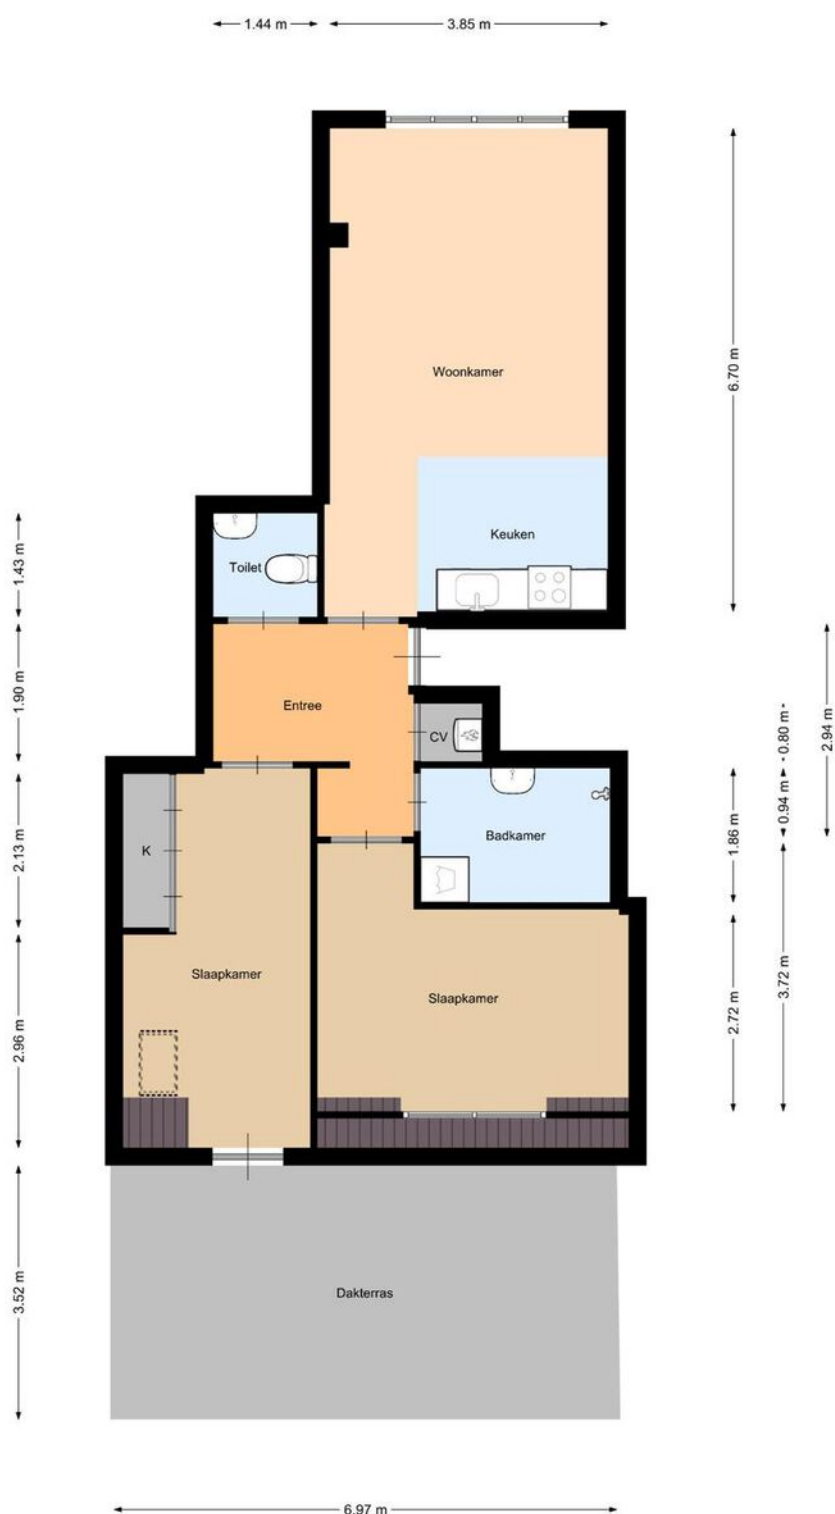 1.44 m
3.85 m
6.70 m
Woonkamer
Keuken
1.43 m
Toilet
1.90 m
Entree
2.94 m
0.80 m
CV
0.94 m
1.86 m
Badkamer
2.13 m
K
Slaapkamer
3.72 m
2.72 m
Slaapkamer
2.96 m
3.52 m
Dakterras
6.97 m